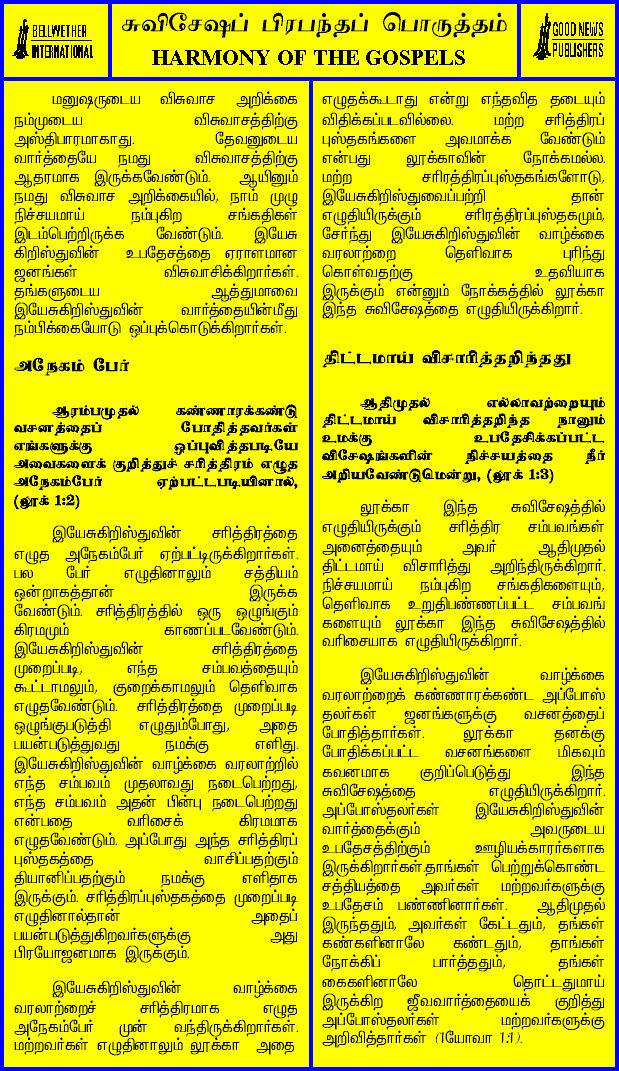 BELLWETHER
INTERNATIONAL
சுவிசேஷப் பிரபந்தப் பொருத்தம்
HARMONY OF THE GOSPELS
GOOD NEWS
PUBLISHERS
மனுஷருடைய விசுவாச அறிக்கை
நம்முடைய விசுவாசத்திற்கு
அஸ்திபாரமாகாது. தேவனுடைய
வார்த்தையே நமது விசுவாசத்திற்கு
ஆதரமாக இருக்கவேண்டும். ஆயினும்
நமது விசுவாச அறிக்கையில், நாம் முழு
நிச்சயமாய் நம்புகிற சங்கதிகள்
இடம்பெற்றிருக்க வேண்டும். இயேசு
கிறிஸ்துவின் உபதேசத்தை ஏராளமான
ஜனங்கள் விசுவாசிக்கிறார்கள்.
தங்களுடைய ஆத்துமாவை
இயேசுகிறிஸ்துவின் வார்த்தையின்மீது
நம்பிக்கையோடு ஒப்புக்கொடுக்கிறார்கள்.
அநேகம் பேர்
ஆரம்பமுதல் கண்ணாரக்கண்டு
வசனத்தைப் போதித்தவர்கள்
எங்களுக்கு ஒப்புவித்தபடியே
அவைகளைக் குறித்துச் சரித்திரம் எழுத
அநேகம்பேர் ஏற்பட்டபடியினால்,
(லூக் 1:2)
இயேசுகிறிஸ்துவின் சரித்திரத்தை
எழுத அநேகம்பேர் ஏற்பட்டிருக்கிறார்கள்.
பல பேர் எழுதினாலும் சத்தியம்
ஒன்றாகத்தான் இருக்க
வேண்டும். சரித்திரத்தில் ஒரு ஒழுங்கும்
கிரமமும் காணப்படவேண்டும்.
இயேசுகிறிஸ்துவின் சரித்திரத்தை
முறைப்படி, எந்த சம்பவத்தையும்
கூட்டாமலும், குறைக்காமலும் தெளிவாக
எழுதவேண்டும். சரித்திரத்தை முறைப்படி
ஒழுங்குபடுத்தி எழுதும்போது, அதை
பயன்படுத்துவது நமக்கு எளிது.
இயேசுகிறிஸ்துவின் வாழ்க்கை வரலாற்றில்
எந்த சம்பவம் முதலாவது நடைபெற்றது,
எந்த சம்பவம் அதன் பின்பு நடைபெற்றது
என்பதை வரிசைக் கிரமமாக
எழுதவேண்டும். அப்போது அந்த சரித்திரப்
புஸ்தகத்தை வாசிப்பதற்கும்
தியானிப்பதற்கும் நமக்கு எளிதாக
இருக்கும். சரித்திரப்புஸ்தகத்தை முறைப்படி
எழுதினால்தான் அதைப்
பயன்படுத்துகிறவர்களுக்கு அது
பிரயோஜனமாக இருக்கும்.
இயேசுகிறிஸ்துவின் வாழ்க்கை
வரலாற்றைச் சரித்திரமாக எழுத
அநேகம்பேர் முன் வந்திருக்கிறார்கள்.
மற்றவர்கள் எழுதினாலும் லூக்கா அதை
எழுதக்கூடாது என்று எந்தவித தடையும்
விதிக்கப்படவில்லை. மற்ற சரித்திரப்
புஸ்தகங்களை அவமாக்க வேண்டும்
என்பது லூக்காவின் நோக்கமல்ல.
மற்ற சரிரத்திரப்புஸ்தகங்களோடு,
இயேசுகிறிஸ்துவைப்பற்றி தான்
எழுதியிருக்கும் சரிரத்திரப்புஸ்தகமும்,
சேர்ந்து இயேசுகிறிஸ்துவின் வாழ்க்கை
வரலாற்றை தெளிவாக புரிந்து
கொள்வதற்கு உதவியாக
இருக்கும் என்னும் நோக்கத்தில் லூக்கா
இந்த சுவிசேஷத்தை எழுதியிருக்கிறார்.
திட்டமாய் விசாரித்தறிந்தது
ஆதிமுதல் எல்லாவற்றையும்
திட்டமாய் விசாரித்தறிந்த நானும்
உமக்கு உபதேசிக்கப்பட்ட
விசேஷங்களின் நிச்சயத்தை நீர்
அறியவேண்டுமென்று, (லூக் 1:3)
லூக்கா இந்த சுவிசேஷத்தில்
எழுதியிருக்கும் சரித்திர சம்பவங்கள்
அனைத்தையும் அவர் ஆதிமுதல்
திட்டமாய் விசாரித்து அறிந்திருக்கிறார்.
நிச்சயமாய் நம்புகிற சங்கதிகளையும்,
தெளிவாக உறுதிபண்ணப்பட்ட சம்பவங்
களையும் லூக்கா இந்த சுவிசேஷத்தில்
வரிசையாக எழுதியிருக்கிறார்.
இயேசுகிறிஸ்துவின் வாழ்க்கை
வரலாற்றைக் கண்ணாரக்கண்ட அப்போஸ்
தலர்கள் ஜனங்களுக்கு வசனத்தைப்
போதித்தார்கள். லூக்கா தனக்கு
போதிக்கப்பட்ட வசனங்களை மிகவும்
கவனமாக குறிப்பெடுத்து இந்த
சுவிசேஷத்தை எழுதியிருக்கிறார்.
அப்போஸ்தலர்கள் இயேசுகிறிஸ்துவின்
வார்த்தைக்கும் அவருடைய
உபதேசத்திற்கும் ஊழியக்காரர்களாக
இருக்கிறார்கள்.தாங்கள் பெற்றுக்கொண்ட
சத்தியத்தை அவர்கள் மற்றவர்களுக்கு
உபதேசம் பண்ணினார்கள். ஆதிமுதல்
இருந்ததும், அவர்கள் கேட்டதும், தங்கள்
கண்களினாலே கண்டதும், தாங்கள்
நோக்கிப் பார்த்ததும், தங்கள்
கைகளினாலே தொட்டதுமாய்
இருக்கிற ஜீவவார்த்தையைக் குறித்து
அப்போஸ்தலர்கள் மற்றவர்களுக்கு
அறிவித்தார்கள் (1யோவா 1:1).